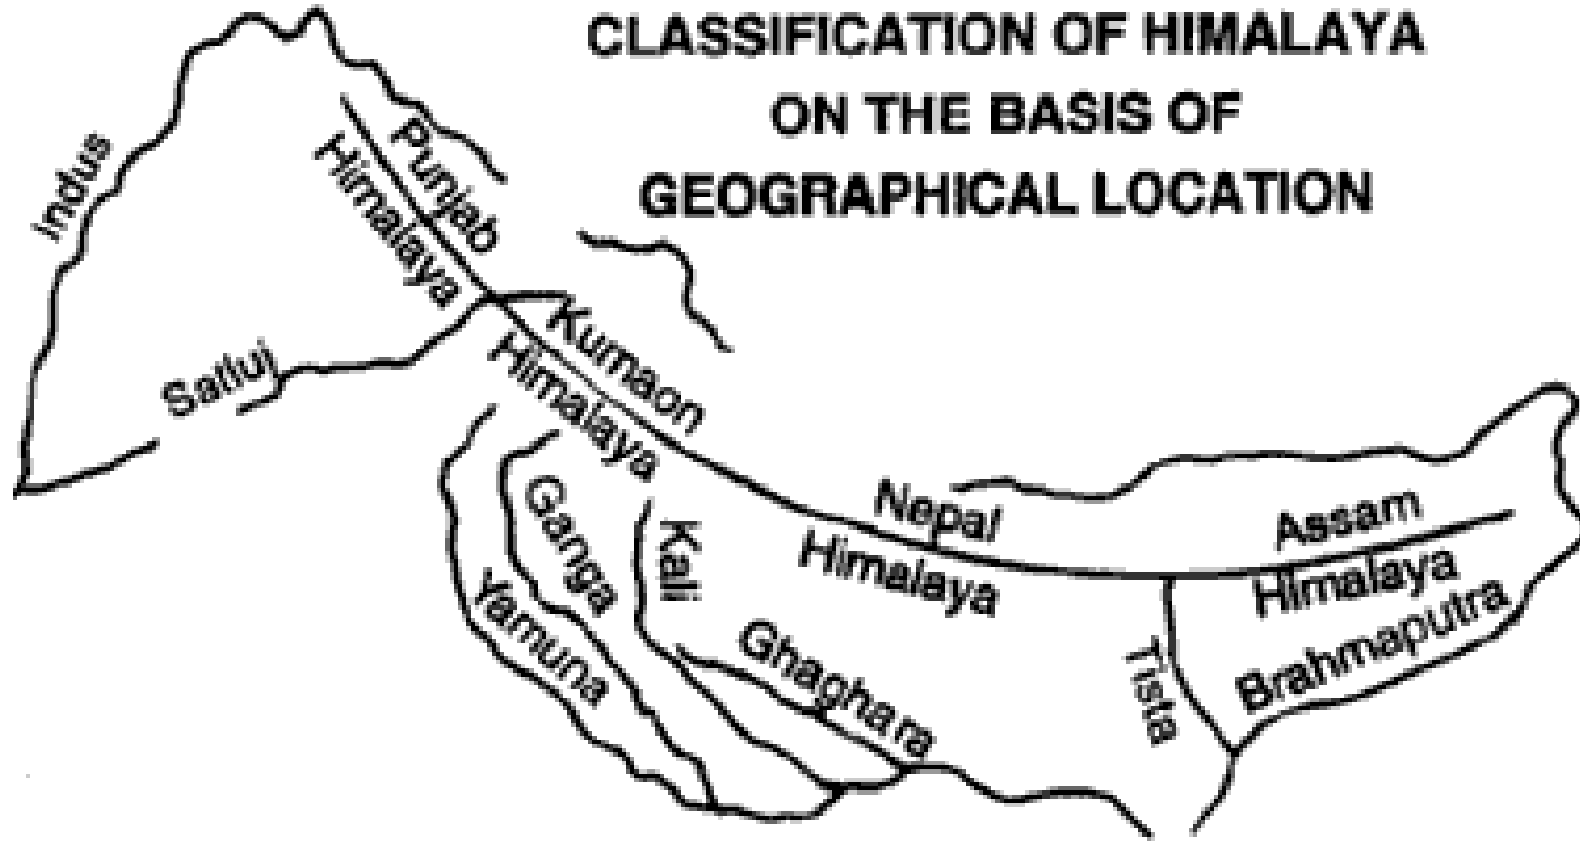 CLASSIFICATION OF HIMALAYA
ON THE BASIS OF
GEOGRAPHICAL LOCATION
Indus
Punjab
Himalaya
Satluj
Kumaon
Himalaya
Nepal
Himalaya
Assam
Himalaya
Ganga
Kali
Yamuna
Ghaghara
Tista
Brahmaputra